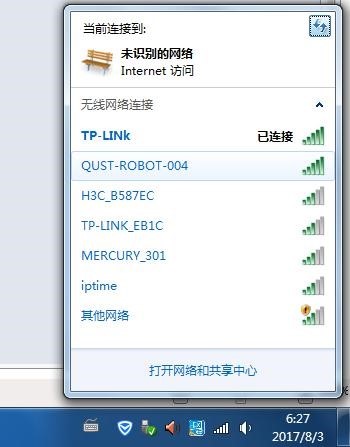 当前连接到:
未识别的网络
Internet 访问
无线网络连接
TP-LINk 已连接
QUST-ROBOT-004
H3C_B587EC
TP-LINK_EB1C
MERCURY_301
iptime
其他网络
打开网络和共享中心
6:27
2017/8/3